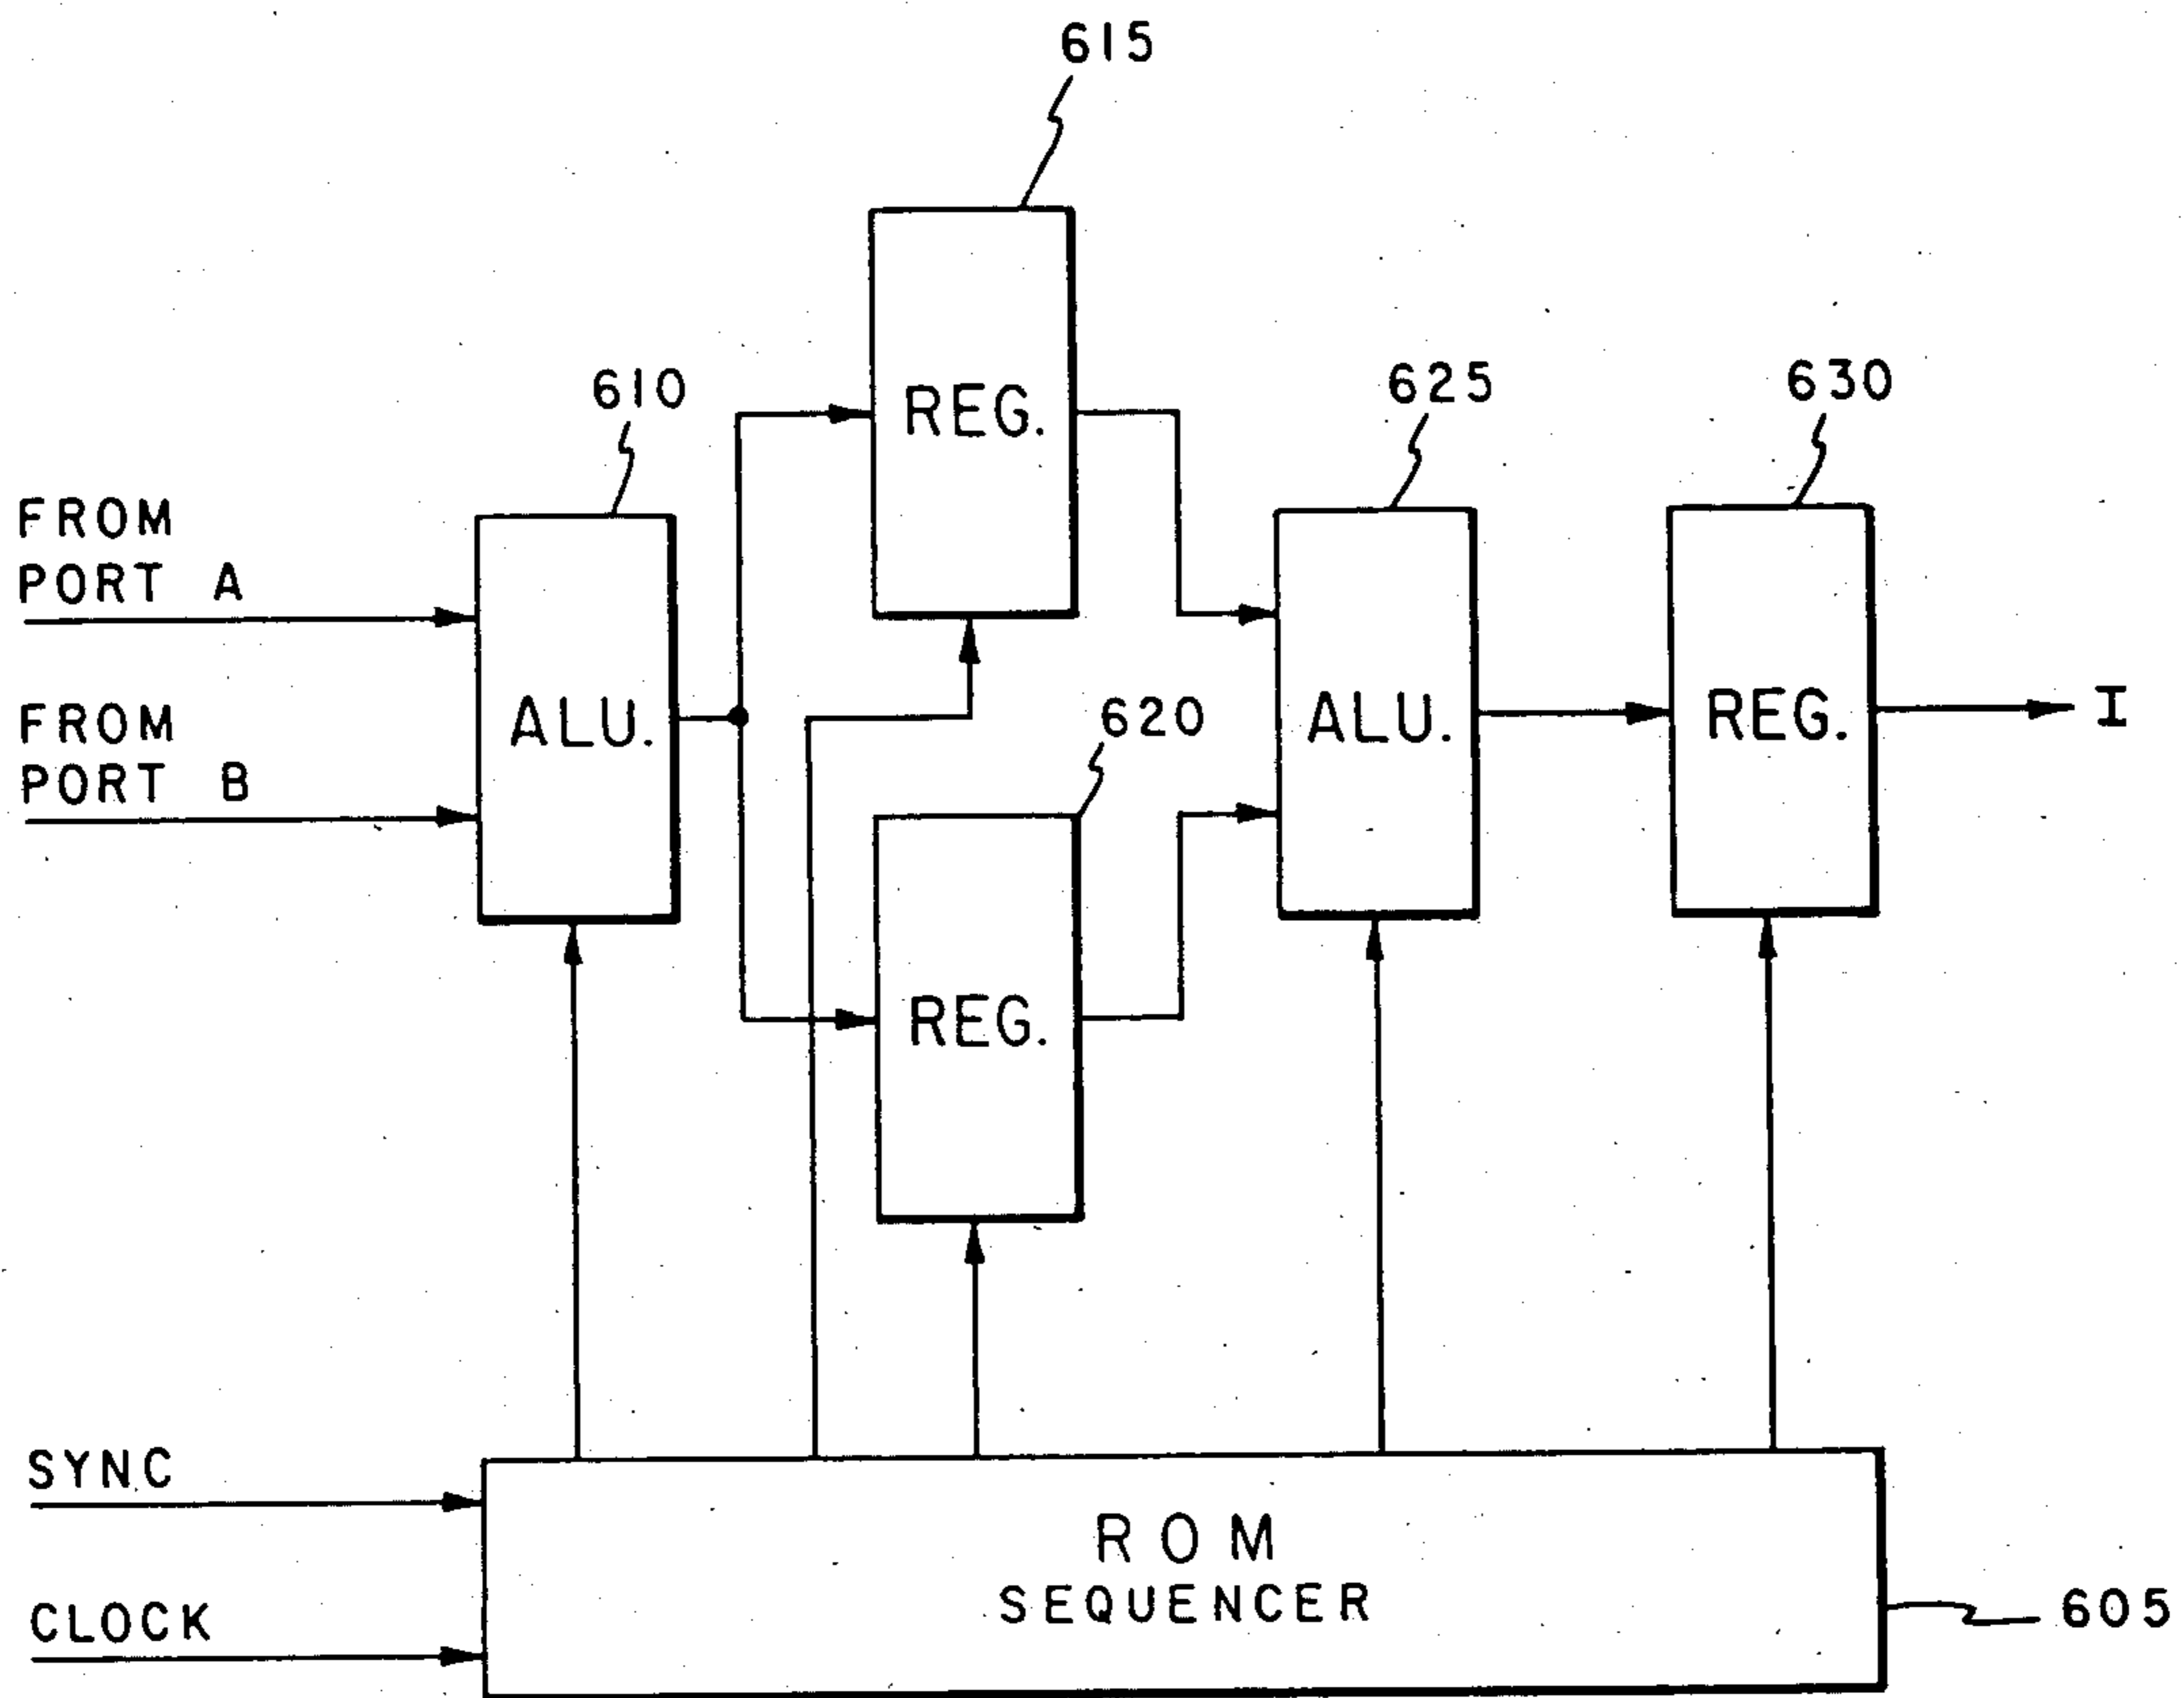 615
610
625
630
REG.
FROM
PORT A
FROM
PORT B
ALU.
620
ALU.
REG.
I
REG.
SYNC
CLOCK
ROM
SEQUENCER
605